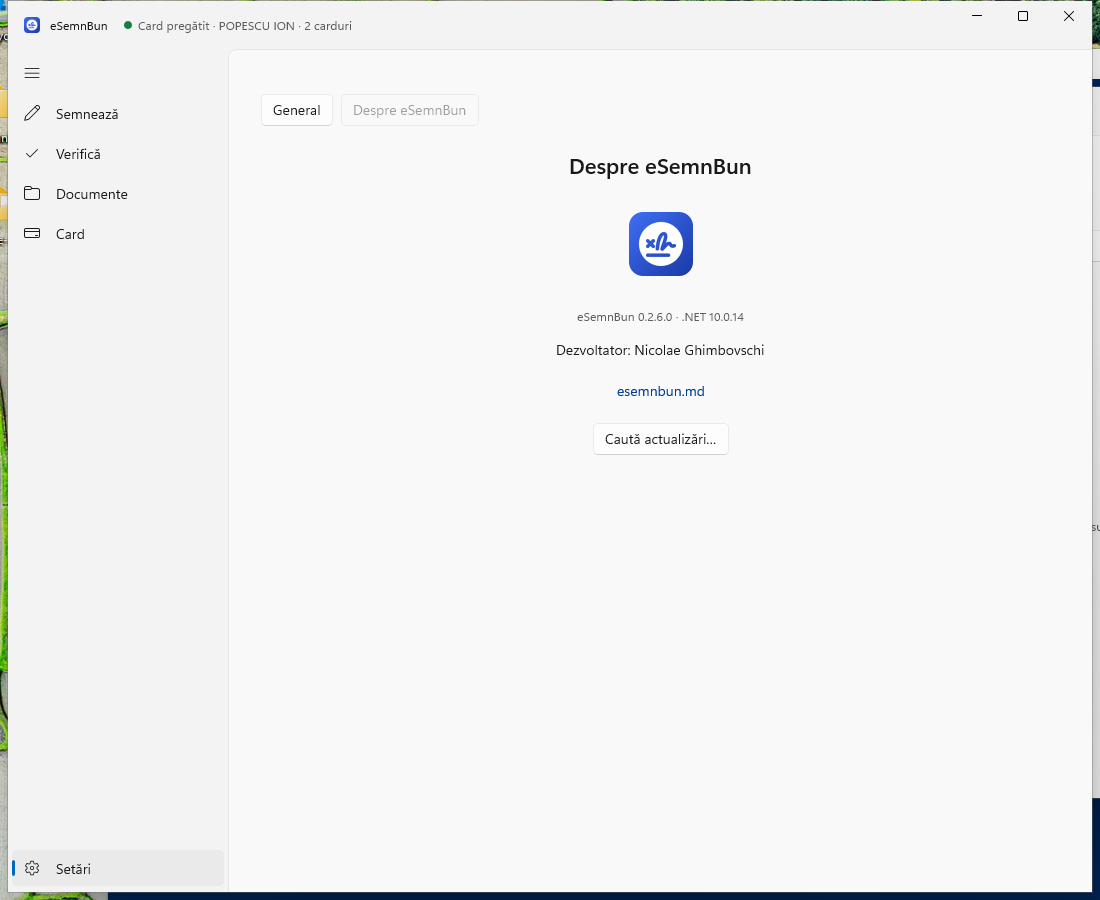 eSemnBun
Card pregătit · POPESCU ION · 2 carduri
Semnează
Verifică
Documente
Card
Setări
General
Despre eSemnBun
Despre eSemnBun
eSemnBun 0.2.6.0 · .NET 10.0.14
Dezvoltator: Nicolae Ghimbovschi
esemnbun.md
Caută actualizări...